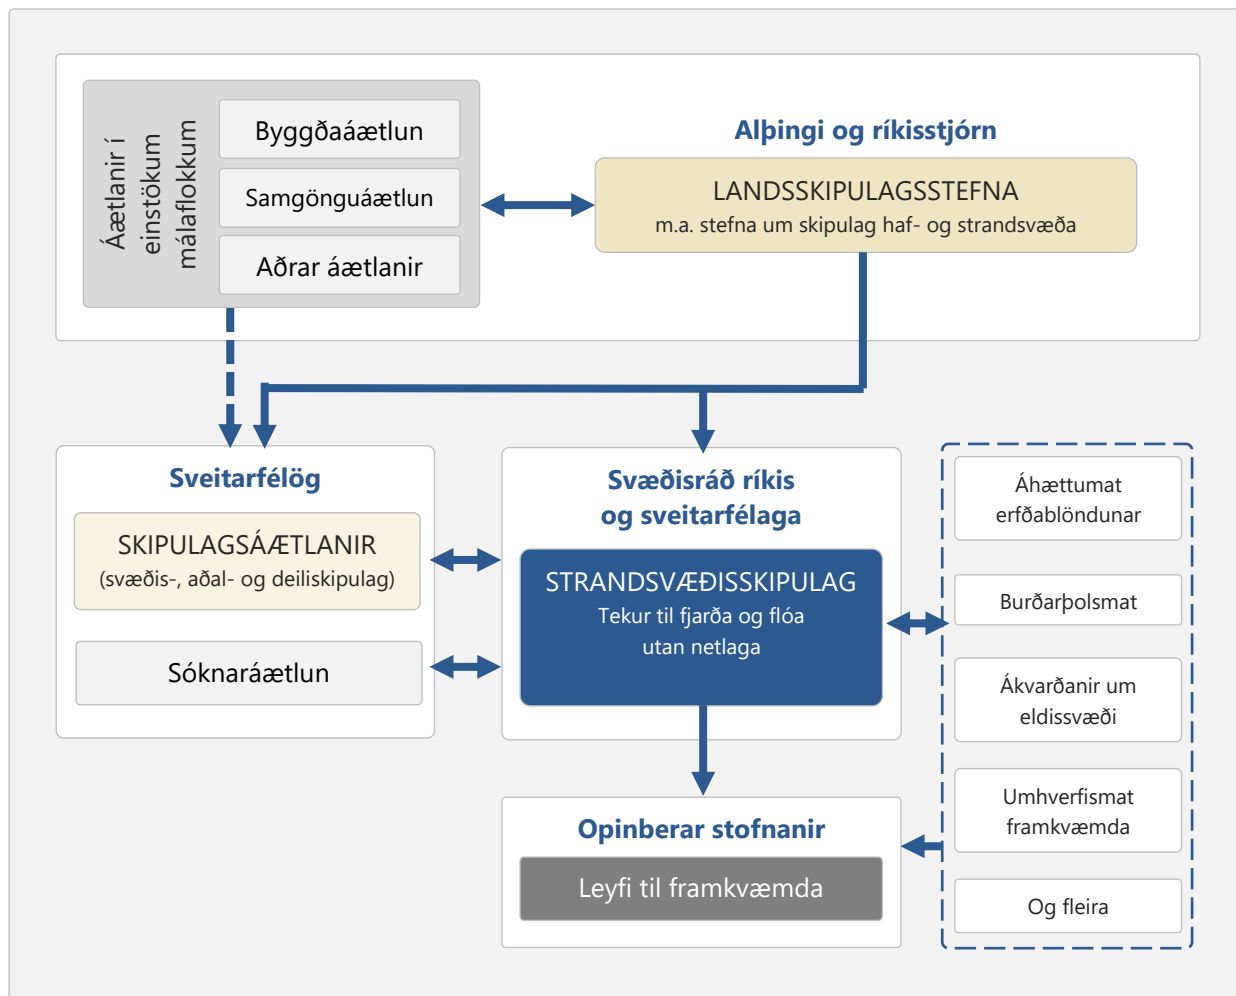 Áætlanir í
einstökum
málaflokkum
Byggðaáætlun
Samgönguáætlun
Aðrar áætlanir
Alþingi og ríkisstjórn
LANDSSKIPULAGSSTEFNA
m.a. stefna um skipulag haf- og strandsvæða
Sveitarfélög
SKIPULAGSÁÆTLANIR
(svæðis-, aðal- og deiliskipulag)
Sóknaráætlun
Svæðisráð ríkis
og sveitarfélaga
STRANDSVÆÐISSKIPULAG
Tekur til fjarða og flóa
utan netlaga
Opinberar stofnanir
Leyfi til framkvæmda
Áhættumat
erfðablöndunar
Burðarþolsmat
Ákvarðanir um
eldissvæði
Umhverfismat
framkvæmda
Og fleira